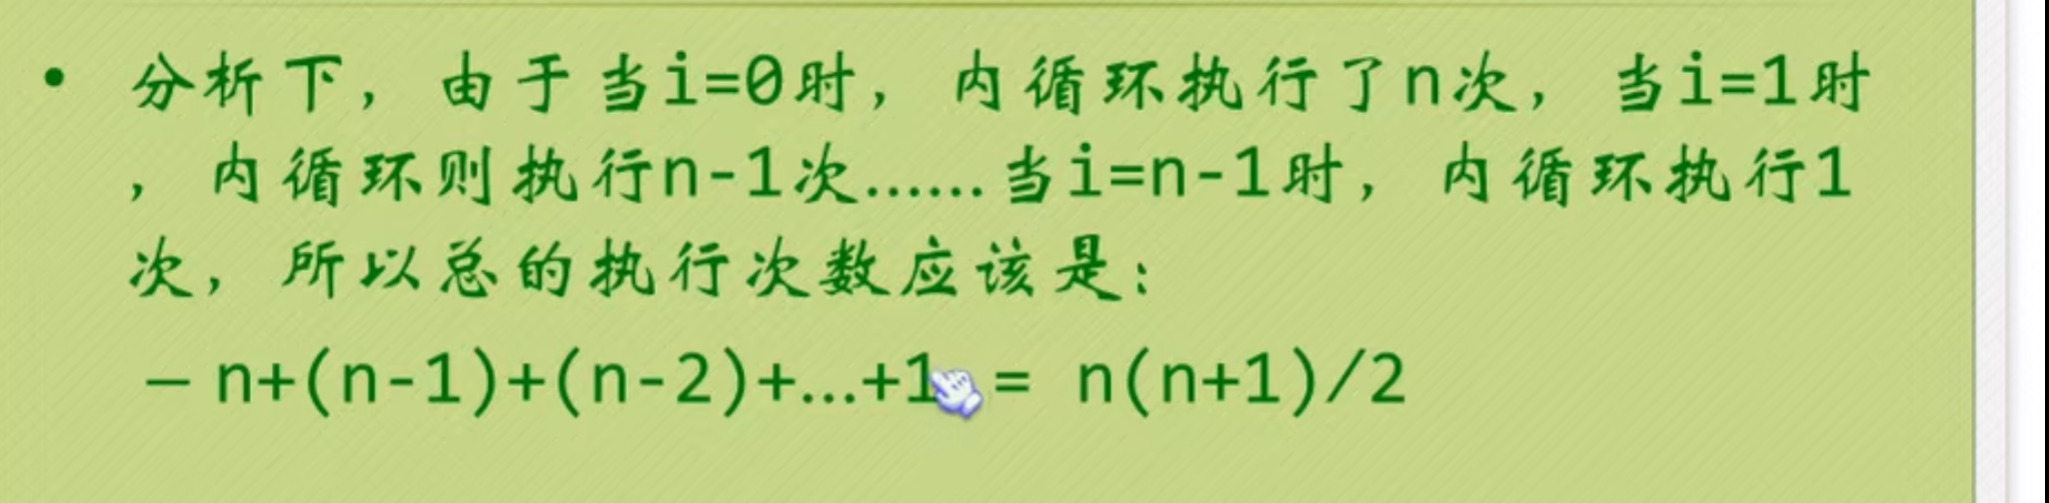 • 分析下，由于当i=0时，内循环执行了n次，当i=1时
，内循环则执行n-1次……当i=n-1时，内循环执行1
次，所以总的执行次数应该是：
– n+(n-1)+(n-2)+…+1 = n(n+1)/2